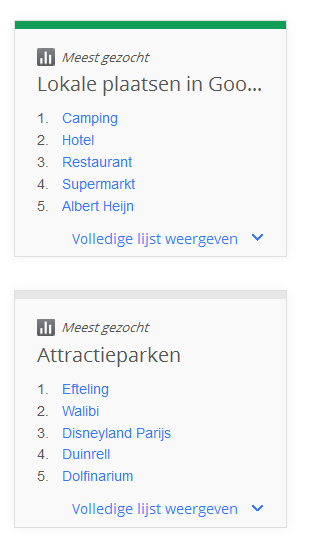 Meest gezocht
Lokale plaatsen in Goo...
1. Camping
2. Hotel
3. Restaurant
4. Supermarkt
5. Albert Heijn
Volledige lijst weergeven
Meest gezocht
Attractieparken
1. Efteling
2. Walibi
3. Disneyland Parijs
4. Duinrell
5. Dolfinarium
Volledige lijst weergeven